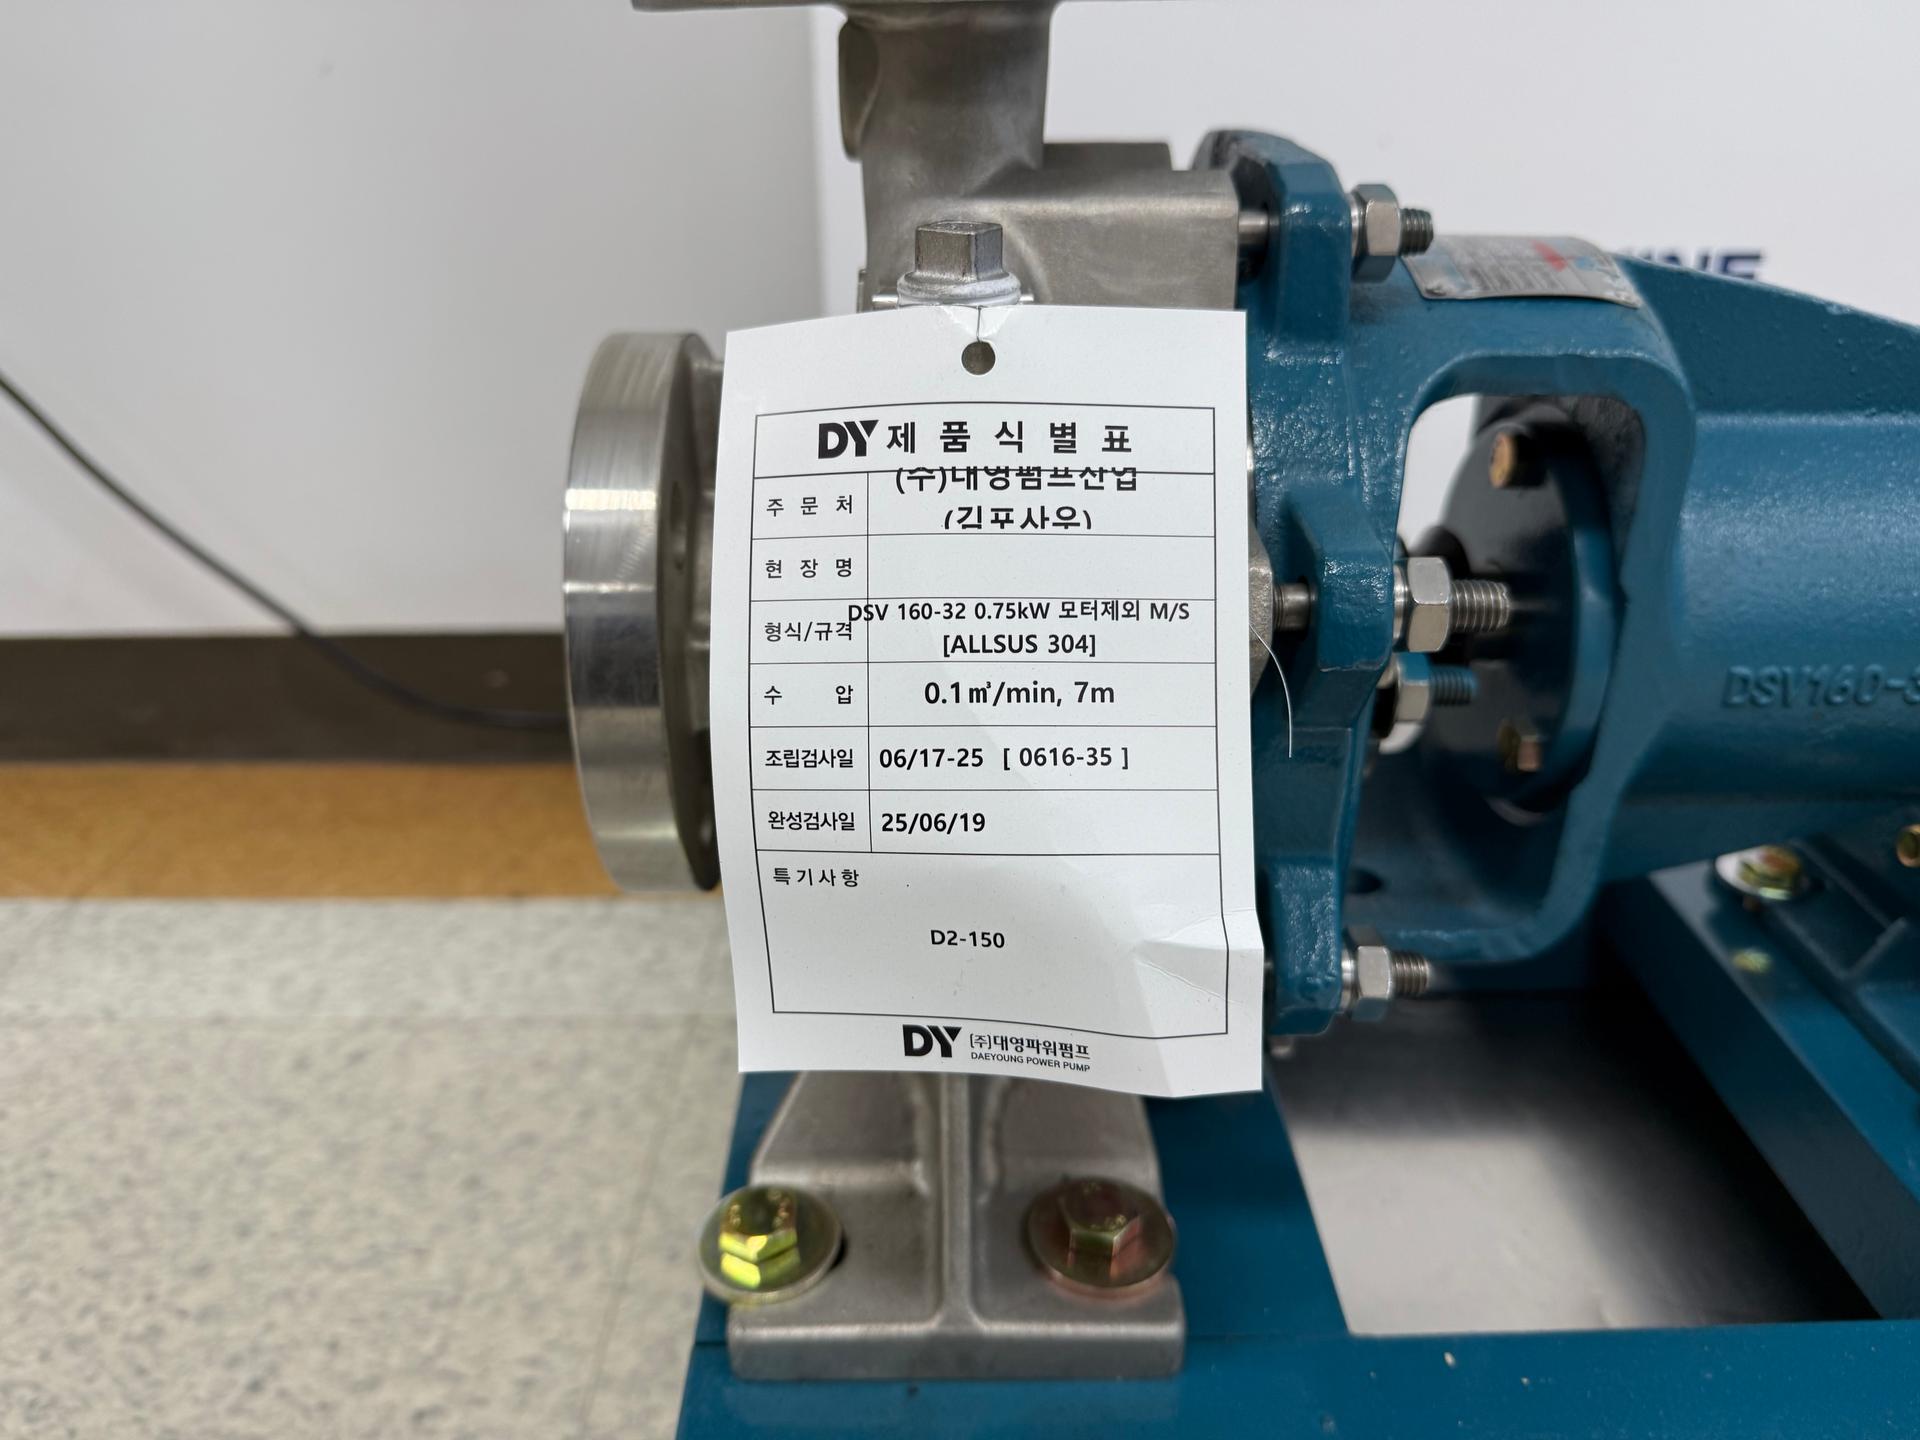 DY 제 품 식 별 표
주 문 처
(주)대영펌프산업
(김포사우)
현 장 명
형식/규격
DSV 160-32 0.75kW 모터제외 M/S
[ALLSUS 304]
수 압
0.1㎥/min, 7m
조립검사일 06/17-25 [ 0616-35 ]
완성검사일 25/06/19
특기사항
D2-150
DY [주]대영파워펌프
DAEYOUNG POWER PUMP
DSV160-3